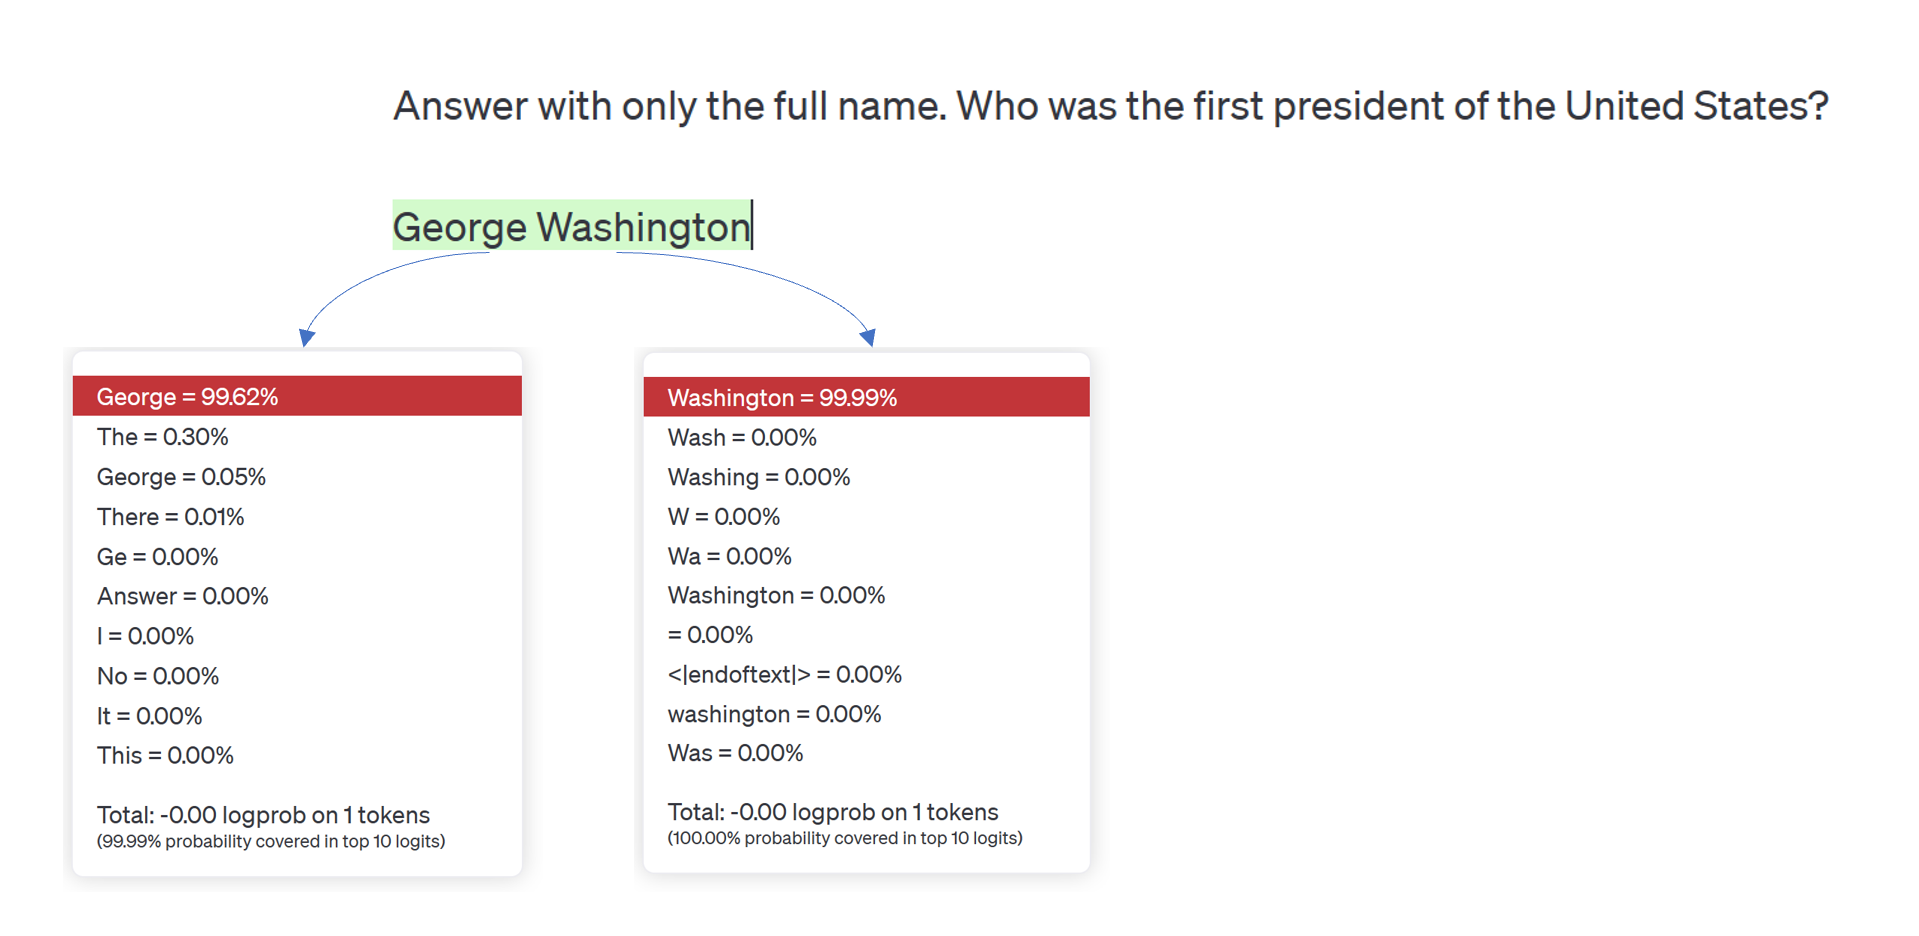 Answer with only the full name. Who was the first president of the United States?
George Washington
George = 99.62%
The = 0.30%
George = 0.05%
There = 0.01%
Ge = 0.00%
Answer = 0.00%
I = 0.00%
No = 0.00%
It = 0.00%
This = 0.00%
Total: -0.00 logprob on 1 tokens
(99.99% probability covered in top 10 logits)
Washington = 99.99%
Wash = 0.00%
Washing = 0.00%
W = 0.00%
Wa = 0.00%
Washington = 0.00%
= 0.00%
<|endoftext|> = 0.00%
washington = 0.00%
Was = 0.00%
Total: -0.00 logprob on 1 tokens
(100.00% probability covered in top 10 logits)